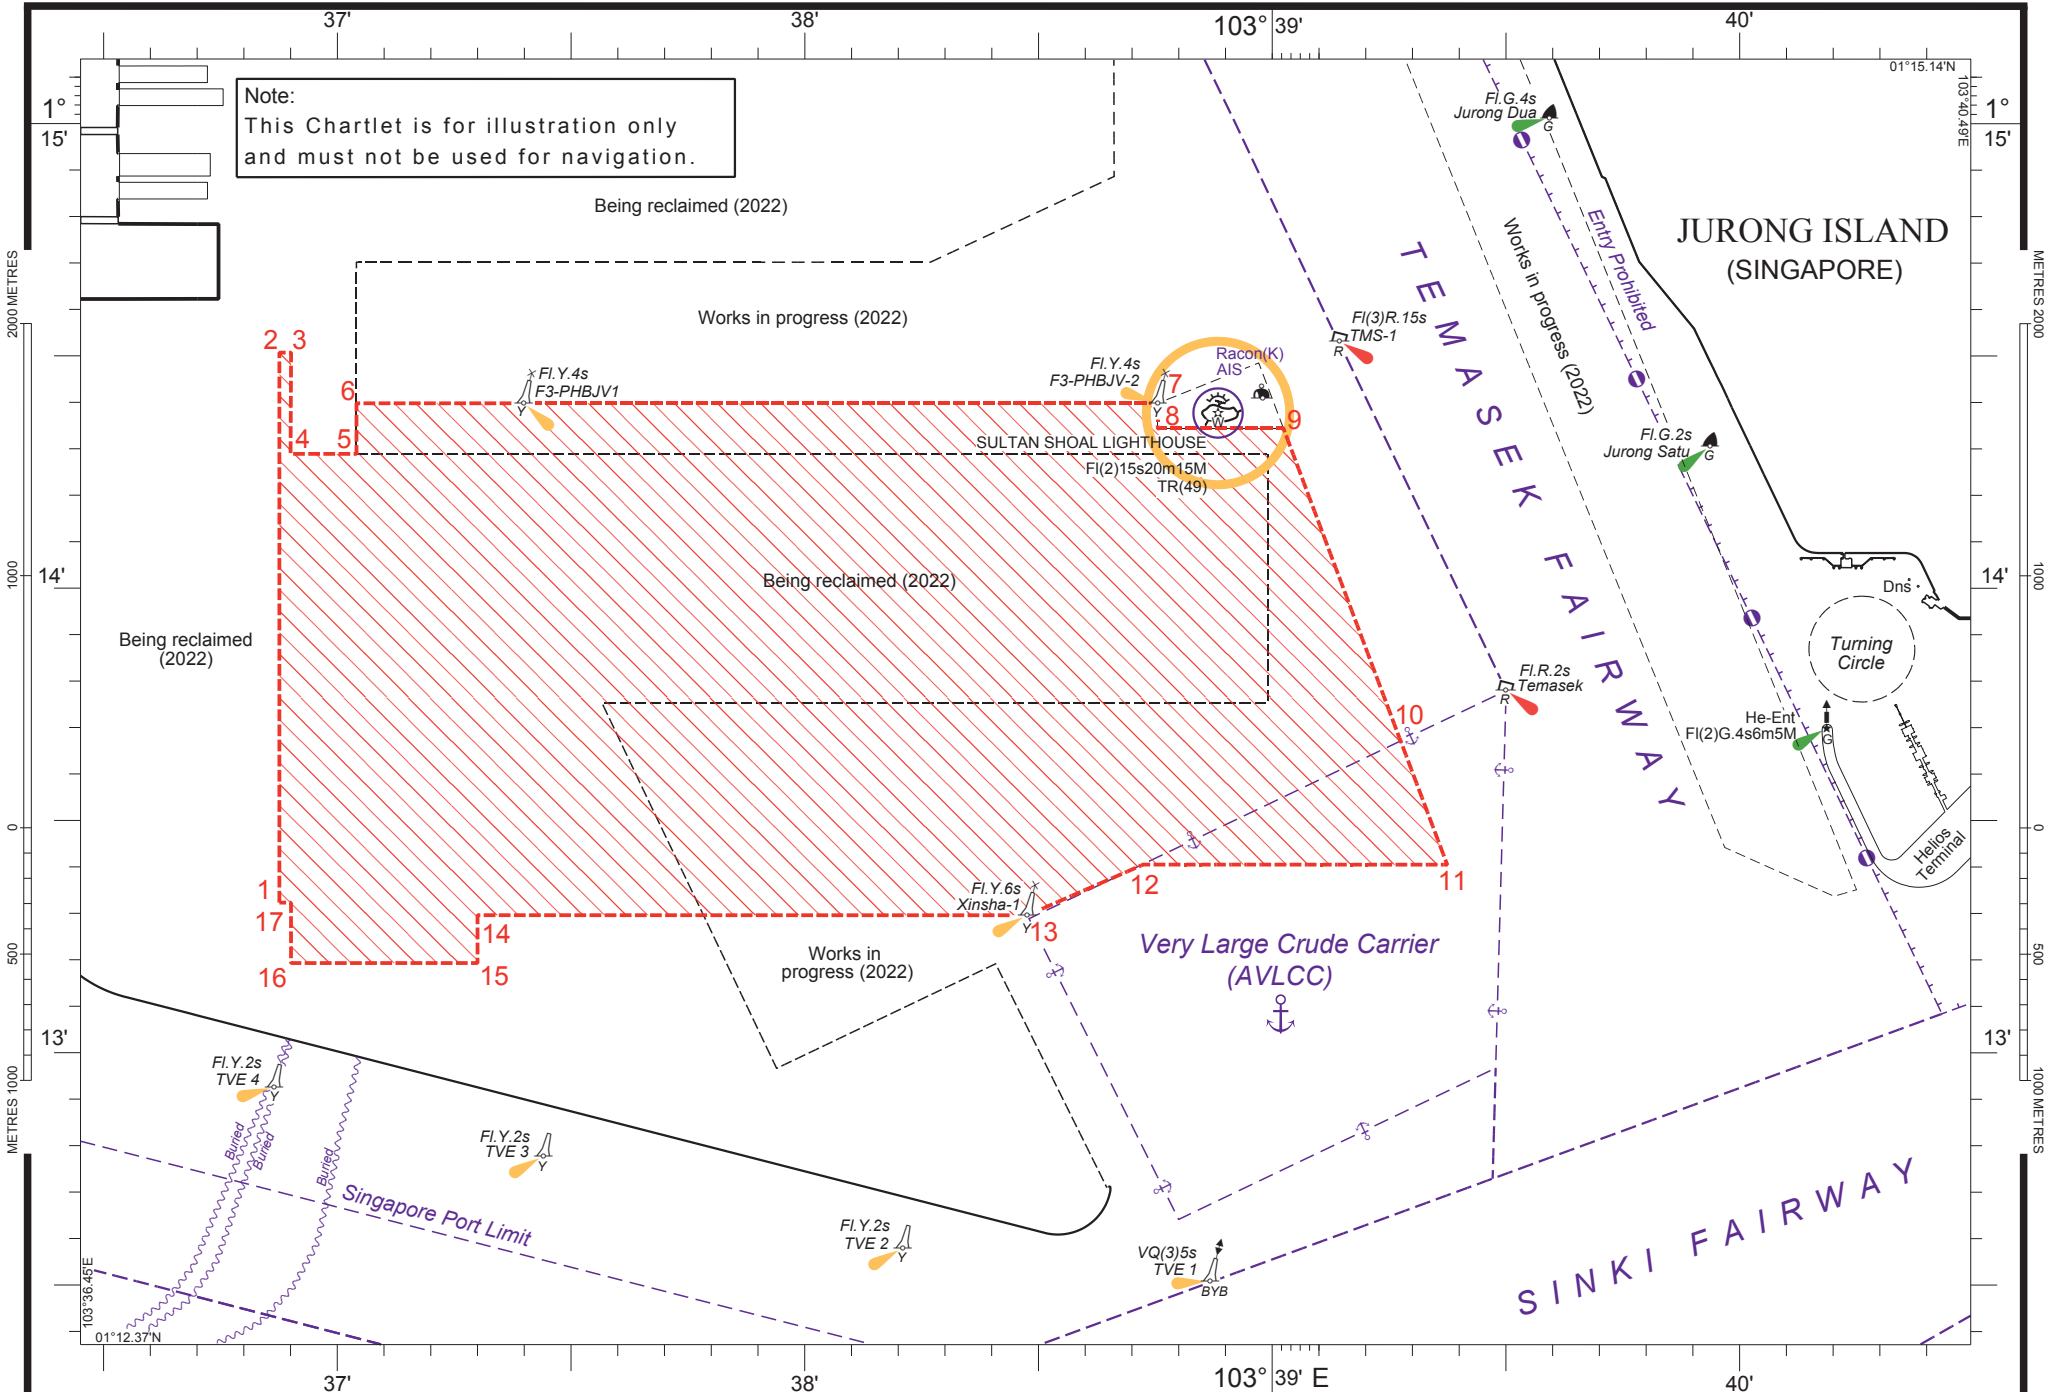 37'
38'
103° 39'
40'
01°15.14'N
103°40.49'E
1°
15'
1°
15'
Note:
This Chartlet is for illustration only
and must not be used for navigation.
Fl.G.4s
Jurong Dua
G
Being reclaimed (2022)
Entry Prohibited
JURONG ISLAND
(SINGAPORE)
Works in progress (2022)
TEMASEK FAIRWAY
2000 METRES
METRES 2000
Works in progress (2022)
Fl(3)R.15s
TMS-1
R
2 3
6
Fl.Y.4s
F3-PHBJV1
Y
Fl.Y.4s
F3-PHBJV-2
Y
7
Racon(K)
AIS
W
8
9
4
5
SULTAN SHOAL LIGHTHOUSE
Fl(2)15s20m15M
TR(49)
Fl.G.2s
Jurong Satu
G
1000
14'
14'
1000
Being reclaimed (2022)
Dns
Being reclaimed
(2022)
Turning
Circle
Fl.R.2s
Temasek
R
10
He-Ent
Fl(2)G.4s6m5M
G
0
0
Helios
Terminal
1
17
16
14
15
Fl.Y.6s
Xinsha-1
Y
13
12
11
Works in
progress (2022)
Very Large Crude Carrier
(AVLCC)
500
500
13'
13'
METRES 1000
1000 METRES
Fl.Y.2s
TVE 4
Y
Buried
Buried
Buried
Fl.Y.2s
TVE 3
Y
Singapore Port Limit
Fl.Y.2s
TVE 2
Y
VQ(3)5s
TVE 1
BYB
SINKI FAIRWAY
103°36.45'E
01°12.37'N
37'
38'
103° 39' E
40'